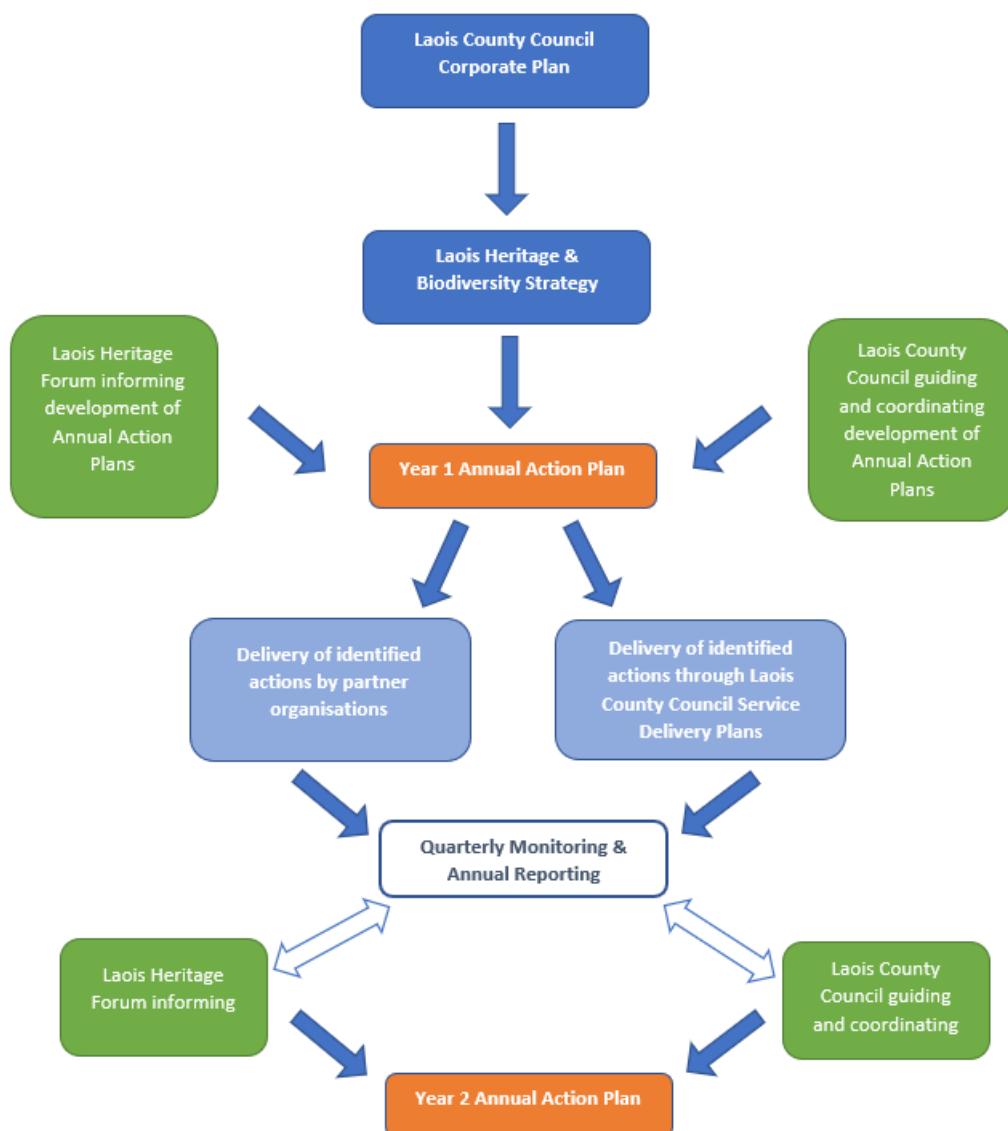 Laois County Council
Corporate Plan
Laois Heritage &
Biodiversity Strategy
Laois Heritage
Forum informing
development of
Annual Action
Plans
Laois County
Council guiding
and coordinating
development of
Annual Action
Plans
Year 1 Annual Action Plan
Delivery of identified
actions by partner
organisations
Delivery of identified
actions through Laois
County Council Service
Delivery Plans
Quarterly Monitoring &
Annual Reporting
Laois Heritage
Forum informing
Laois County
Council guiding
and coordinating
Year 2 Annual Action Plan